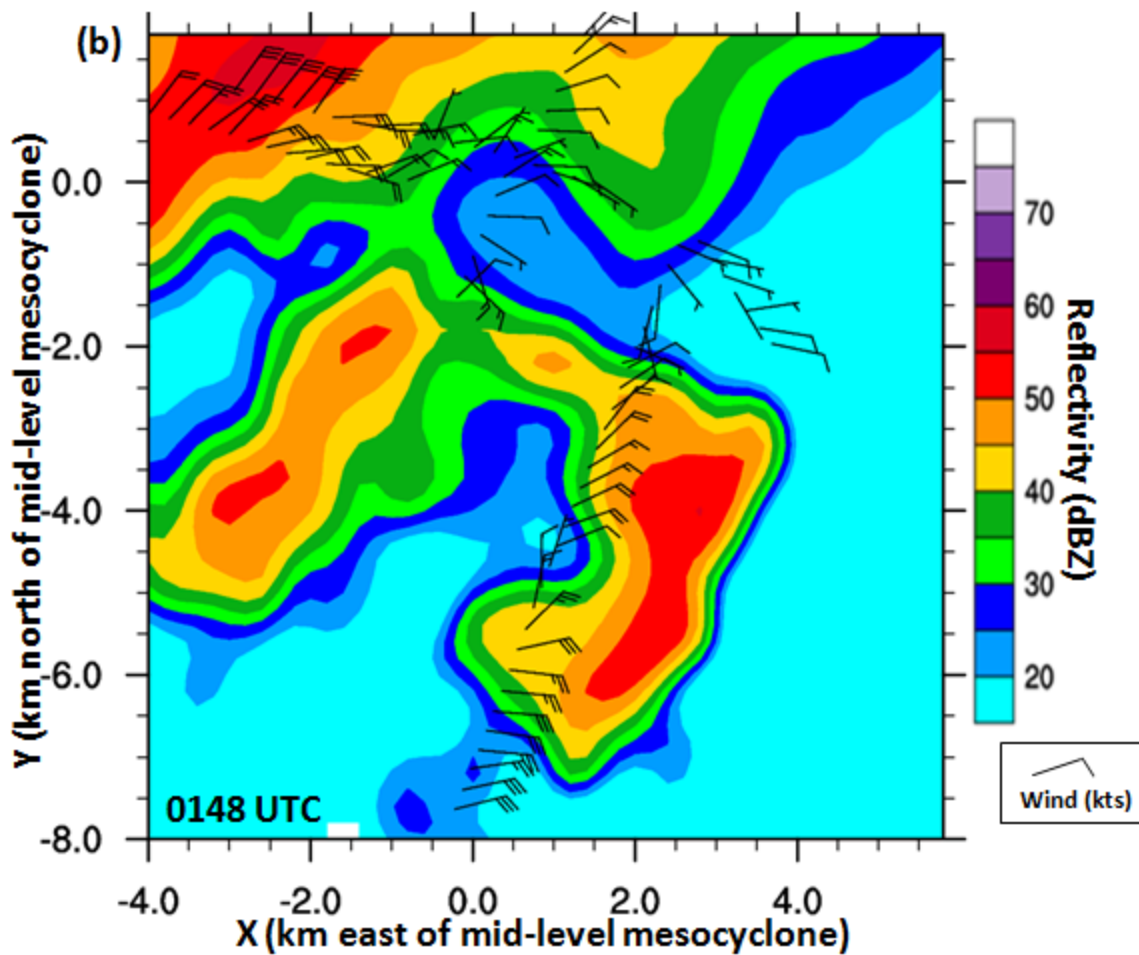 (b)
Y (km north of mid-level mesocyclone)
0.0
-2.0
-4.0
-6.0
-8.0
0148 UTC
-4.0 -2.0 0.0 2.0 4.0
X (km east of mid-level mesocyclone)
70
60
50
40
30
20
Reflectivity (dBZ)
Wind (kts)